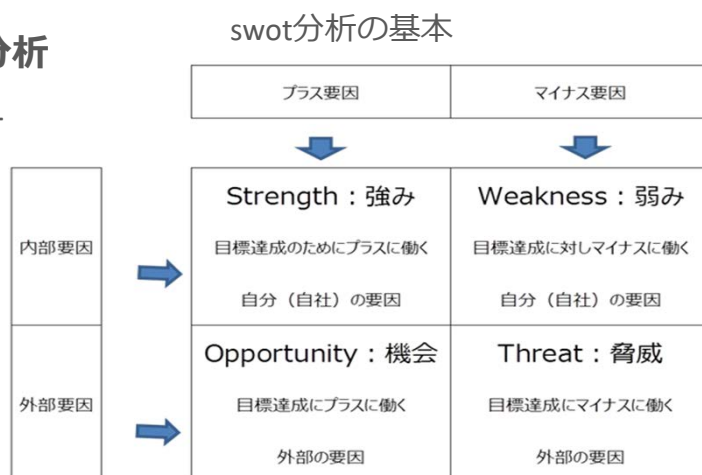 swot分析の基本
分析
プラス要因
マイナス要因
内部要因
Strength：強み
目標達成のためにプラスに働く
自分（自社）の要因
Weakness：弱み
目標達成に対しマイナスに働く
自分（自社）の要因
外部要因
Opportunity：機会
目標達成にプラスに働く
外部の要因
Threat：脅威
目標達成にマイナスに働く
外部の要因